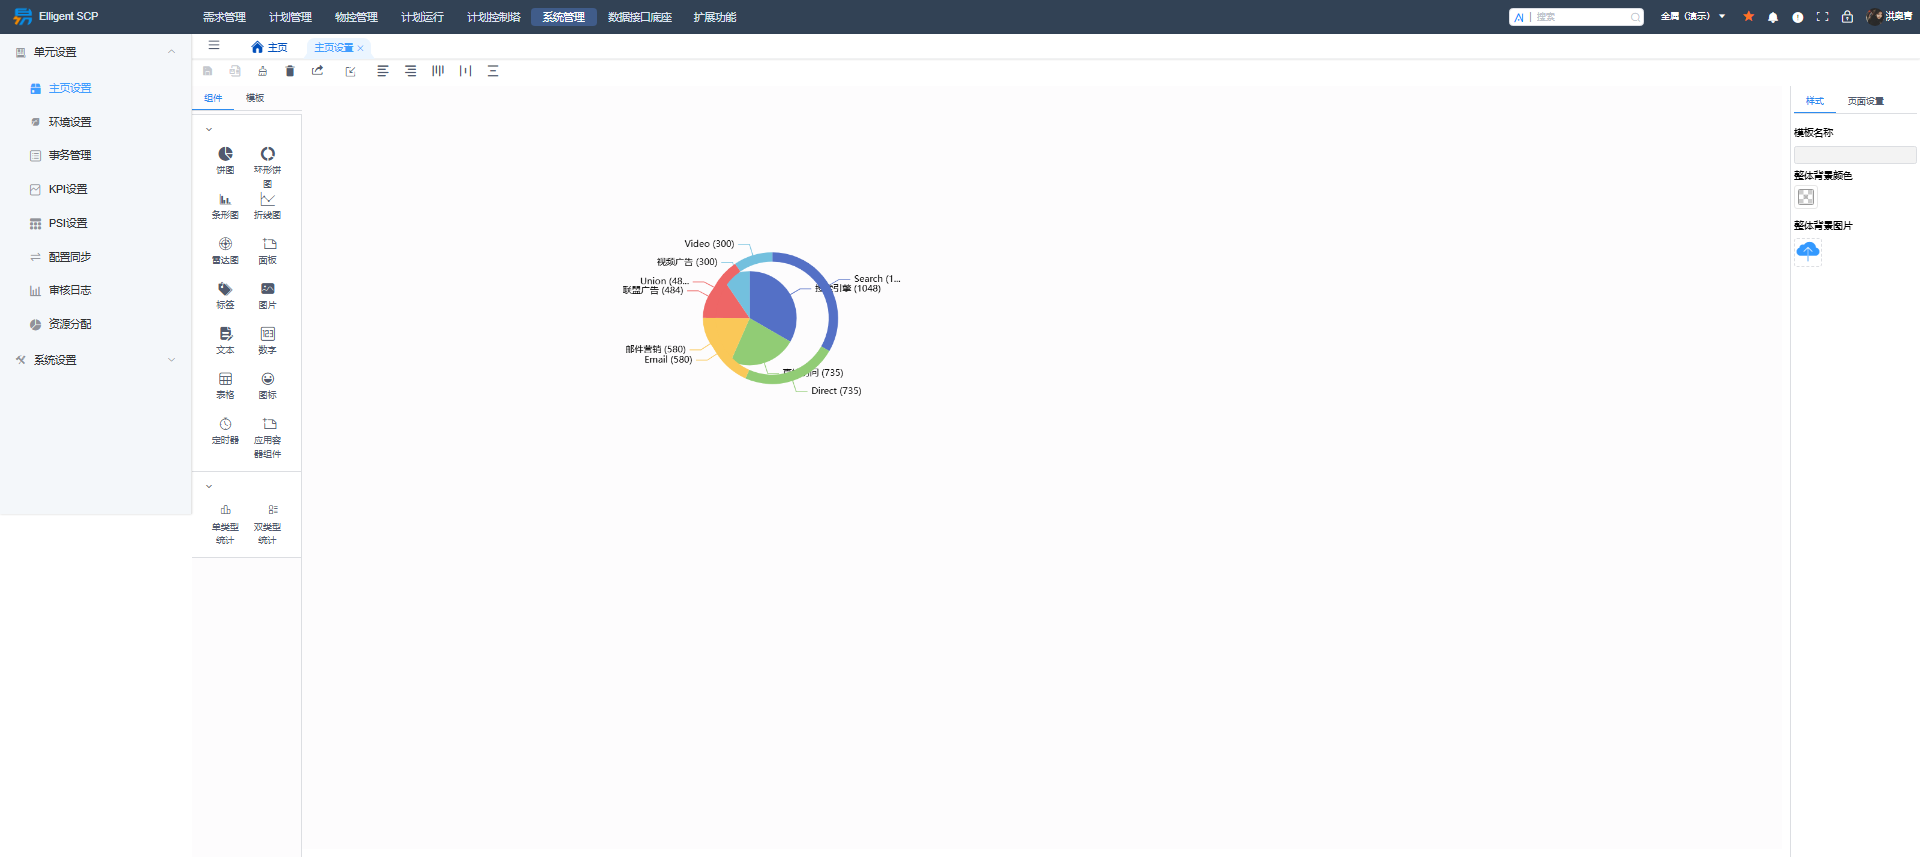 Elligent SCP
需求管理 计划管理 物控管理 计划运行 计划控制塔 系统管理 数据接口底座 扩展功能
搜索
全属（演示）
洪奥青
单元设置
主页设置
环境设置
事务管理
KPI设置
PSI设置
配置同步
审核日志
资源分配
系统设置
主页 主页设置
组件 模板
饼图 环形饼图
条形图 折线图
雷达图 面板
标签 图片
文本 数字
表格 图标
定时器 应用容器组件
单类型统计 双类型统计
Video (300)
视频广告 (300)
Union (48...
联盟广告 (484)
Search (1...
引擎 (1048)
邮件营销 (580)
Email (580)
问 (735)
Direct (735)
样式 页面设置
模板名称
整体背景颜色
整体背景图片